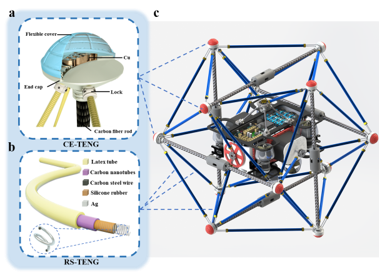 a
Flexible cover
Cu
End cap
Lock
Carbon fiber rod
CE-TENG
b
Latex tube
Carbon nanotubes
Carbon steel wire
Silicone rubber
Ag
RS-TENG
c